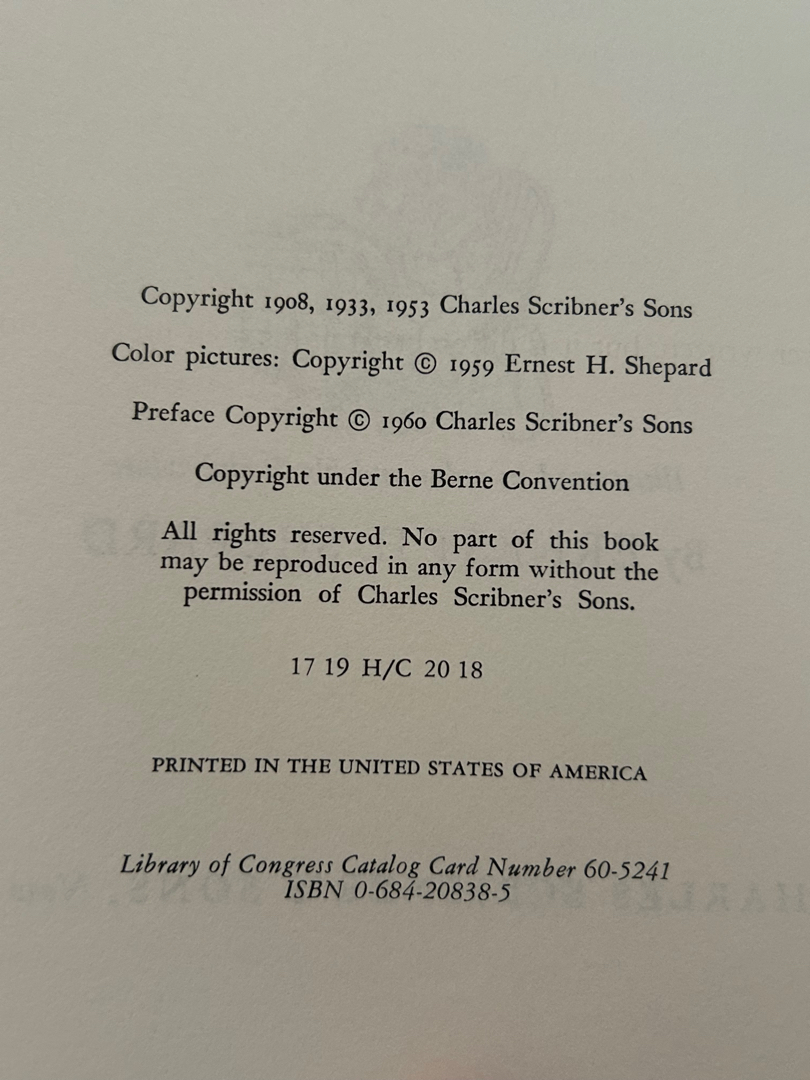 Copyright 1908, 1933, 1953 Charles Scribner's Sons
Color pictures: Copyright © 1959 Ernest H. Shepard
Preface Copyright © 1960 Charles Scribner's Sons
Copyright under the Berne Convention
All rights reserved. No part of this book
may be reproduced in any form without the
permission of Charles Scribner's Sons.
17 19 H/C 20 18
PRINTED IN THE UNITED STATES OF AMERICA
Library of Congress Catalog Card Number 60-5241
ISBN 0-684-20838-5